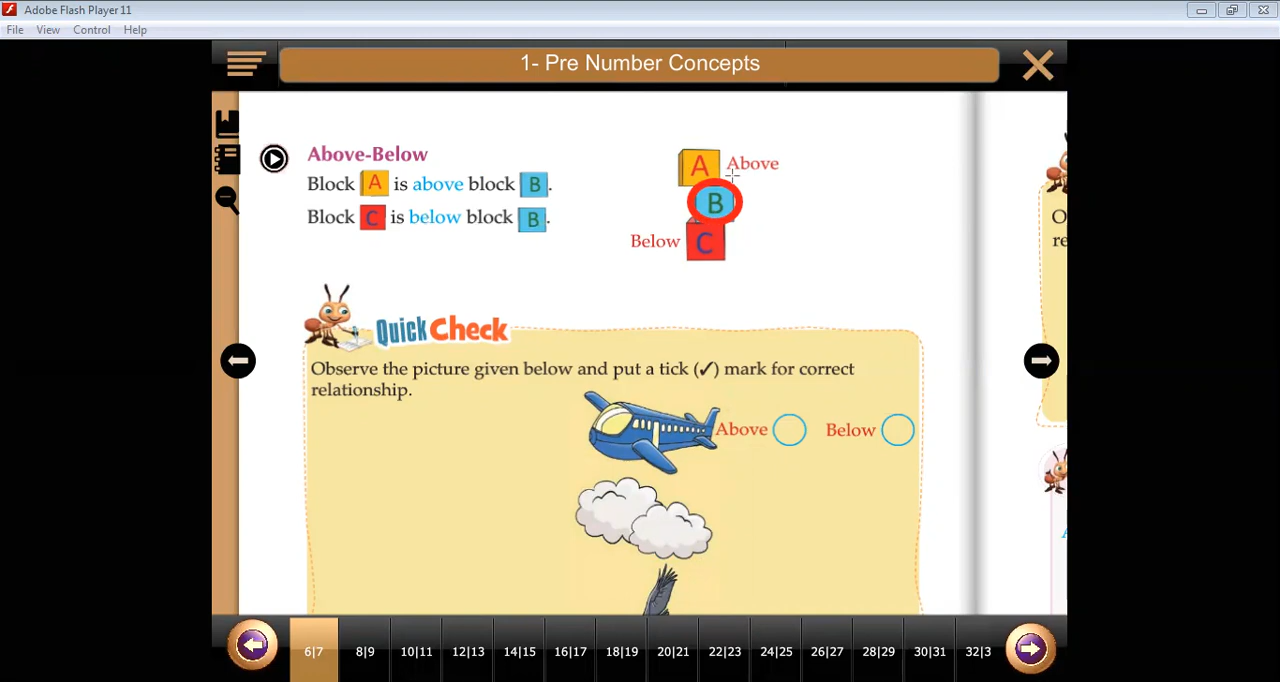 Adobe Flash Player 11
File View Control Help
1- Pre Number Concepts
Above-Below
Block A is above block B.
Block C is below block B.
A Above
B
Below C
Quick Check
Observe the picture given below and put a tick (✓) mark for correct
relationship.
Above Below
O
re
6|7 8|9 10|11 12|13 14|15 16|17 18|19 20|21 22|23 24|25 26|27 28|29 30|31 32|3